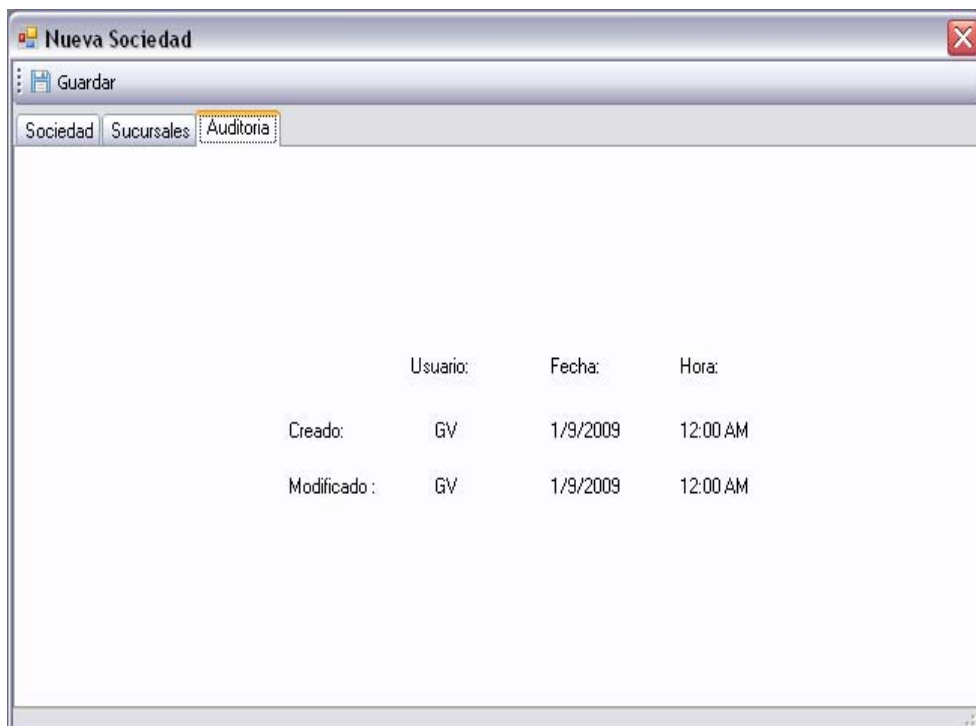 Nueva Sociedad
Guardar
Sociedad Sucursales Auditoria
Usuario: Fecha: Hora:
Creado: GV 1/9/2009 12:00 AM
Modificado : GV 1/9/2009 12:00 AM